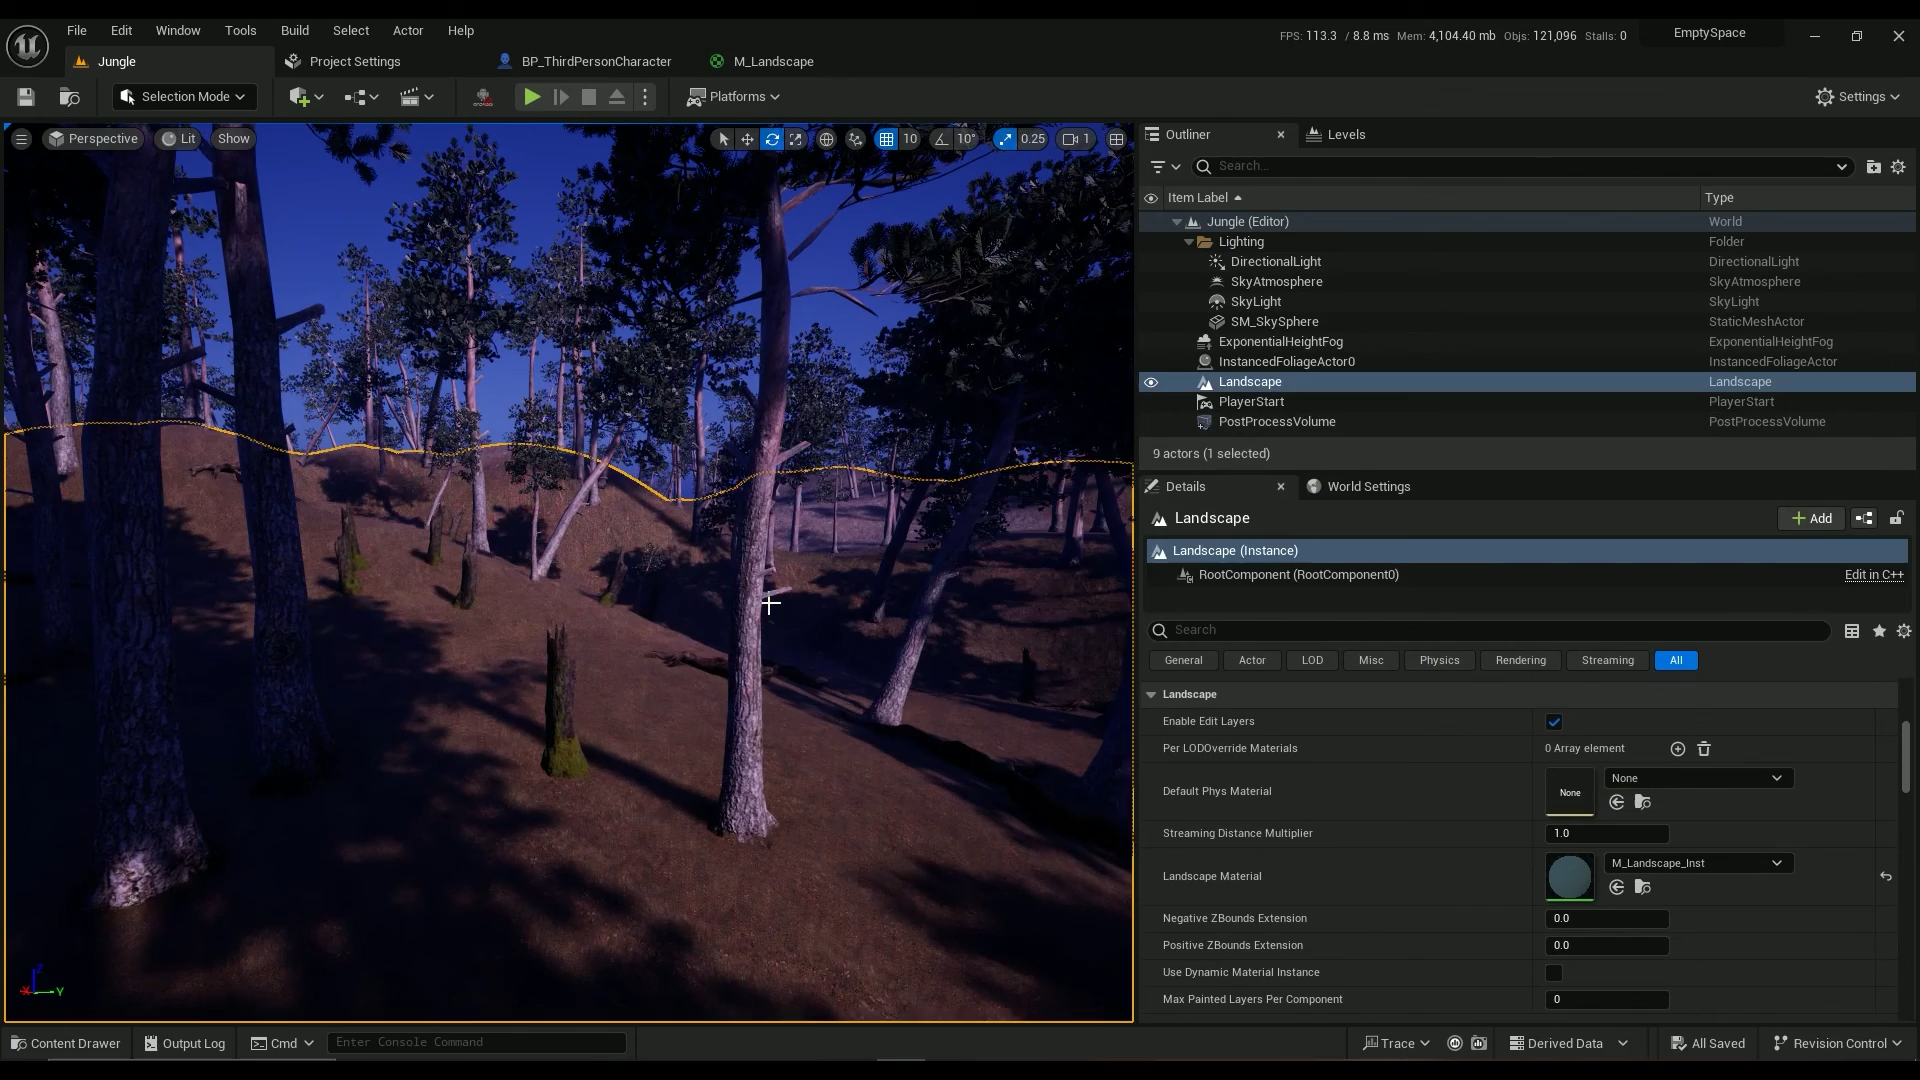 File Edit Window Tools Build Select Actor Help
FPS: 113.3 / 8.8 ms Mem: 4,104.40 mb Objs: 121,096 Stalls: 0
EmptySpace
Jungle
Project Settings
BP_ThirdPersonCharacter
M_Landscape
Selection Mode
Platforms
Settings
Perspective
Lit
Show
10
10°
0.25
1
Outliner
Levels
Search...
Item Label
Type
Jungle (Editor) World
Lighting Folder
DirectionalLight DirectionalLight
SkyAtmosphere SkyAtmosphere
SkyLight SkyLight
SM_SkySphere StaticMeshActor
ExponentialHeightFog ExponentialHeightFog
InstancedFoliageActor0 InstancedFoliageActor
Landscape Landscape
PlayerStart PlayerStart
PostProcessVolume PostProcessVolume
9 actors (1 selected)
Details
World Settings
Landscape
Add
Landscape (Instance)
RootComponent (RootComponent0) Edit in C++
Search
General Actor LOD Misc Physics Rendering Streaming All
Landscape
Enable Edit Layers
Per LODOverride Materials 0 Array element
Default Phys Material None None
Streaming Distance Multiplier 1.0
Landscape Material M_Landscape_Inst
Negative ZBounds Extension 0.0
Positive ZBounds Extension 0.0
Use Dynamic Material Instance
Max Painted Layers Per Component 0
X Y Z
Content Drawer
Output Log
Cmd
Enter Console Command
Trace
Derived Data
All Saved
Revision Control